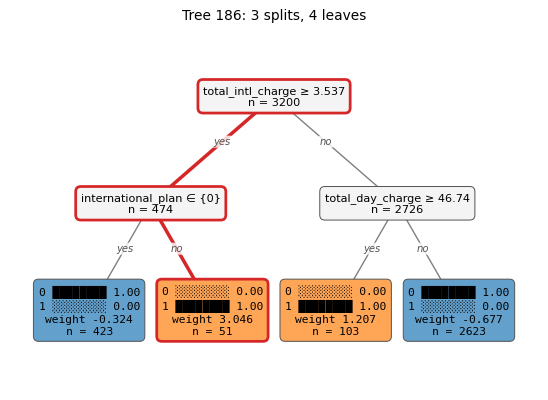 Tree 186: 3 splits, 4 leaves
total_intl_charge ≥ 3.537
n = 3200
yes
no
international_plan ∈ {0}
n = 474
total_day_charge ≥ 46.74
n = 2726
yes
no
yes
no
0 ████████ 1.00
1 ░░░░░░░░ 0.00
weight -0.324
n = 423
0 ░░░░░░░░ 0.00
1 ████████ 1.00
weight 3.046
n = 51
0 ░░░░░░░░ 0.00
1 ████████ 1.00
weight 1.207
n = 103
0 ████████ 1.00
1 ░░░░░░░░ 0.00
weight -0.677
n = 2623